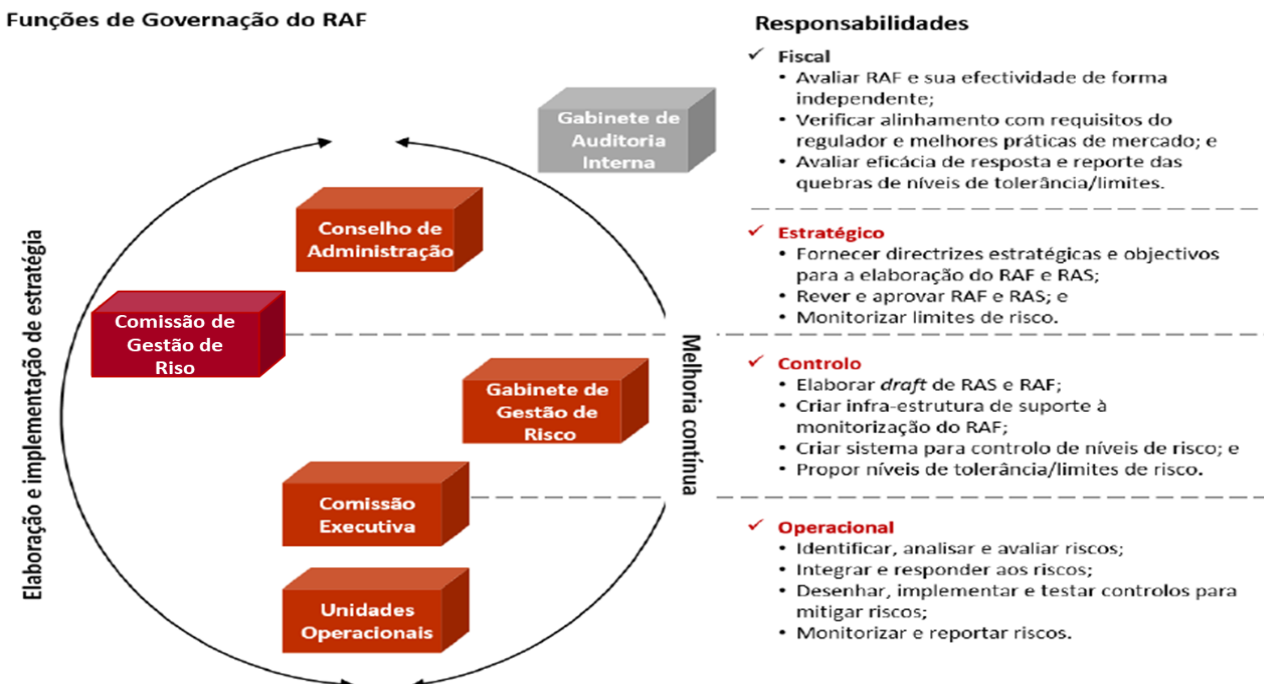 Funções de Governação do RAF
Elaboração e implementação de estratégia
Gabinete de
Auditoria
Interna
Conselho de
Administração
Comissão de
Gestão de
Riso
Gabinete de
Gestão de
Risco
Comissão
Executiva
Unidades
Operacionais
Melhoria contínua
Responsabilidades
✓ Fiscal
• Avaliar RAF e sua efectividade de forma
independente;
• Verificar alinhamento com requisitos do
regulador e melhores práticas de mercado; e
• Avaliar eficácia de resposta e reporte das
quebras de níveis de tolerância/limites.
✓ Estratégico
• Fornecer directrizes estratégicas e objectivos
para a elaboração do RAF e RAS;
• Rever e aprovar RAF e RAS; e
• Monitorizar limites de risco.
✓ Controlo
• Elaborar draft de RAS e RAF;
• Criar infra-estrutura de suporte à
monitorização do RAF;
• Criar sistema para controlo de níveis de risco; e
• Propor níveis de tolerância/limites de risco.
✓ Operacional
• Identificar, analisar e avaliar riscos;
• Integrar e responder aos riscos;
• Desenhar, implementar e testar controlos para
mitigar riscos;
• Monitorizar e reportar riscos.